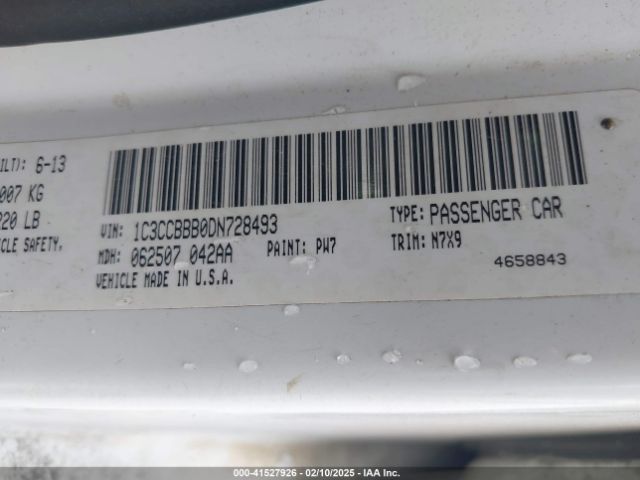 ILT): 6-13
007 KG
220 LB
ICLE SAFETY,
VIN: 1C3CCBBB0DN728493
TYPE: PASSENGER CAR
MDH: 062507 042AA
PAINT: PW7
TRIM: N7X9
VEHICLE MADE IN U.S.A.
4658843
000-41527926 - 02/10/2025 - IAA Inc.